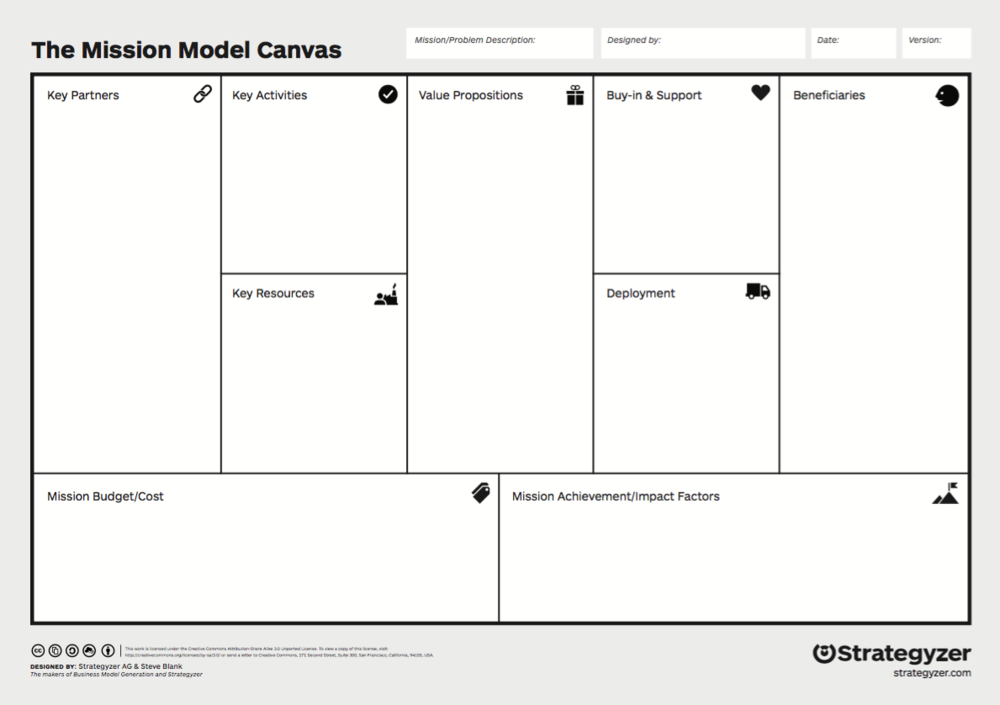 The Mission Model Canvas
Mission/Problem Description:
Designed by:
Date:
Version:
Key Partners
Key Activities
Value Propositions
Buy-in & Support
Beneficiaries
Key Resources
Deployment
Mission Budget/Cost
Mission Achievement/Impact Factors
cc
This work is licensed under the Creative Commons Attribution-Share Alike 3.0 Unported License. To view a copy of this license, visit
http://creativecommons.org/licenses/by-sa/3.0/ or send a letter to Creative Commons, 171 Second Street, Suite 300, San Francisco, California, 94105, USA.
DESIGNED BY: Strategyzer AG & Steve Blank
The makers of Business Model Generation and Strategyzer
Strategyzer
strategyzer.com